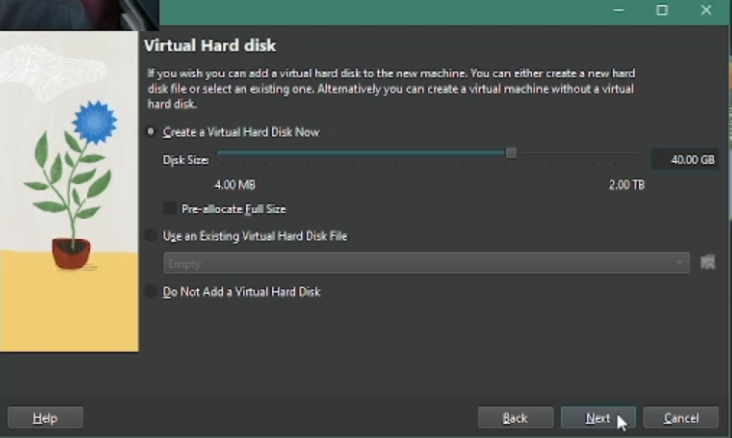 Virtual Hard disk
If you wish you can add a virtual hard disk to the new machine. You can either create a new hard
disk file or select an existing one. Alternatively you can create a virtual machine without a virtual
hard disk.
Create a Virtual Hard Disk Now
Disk Size:
40.00 GB
4.00 MB
2.00 TB
Pre-allocate Full Size
Use an Existing Virtual Hard Disk File
Empty
Do Not Add a Virtual Hard Disk
Help
Back
Next
Cancel